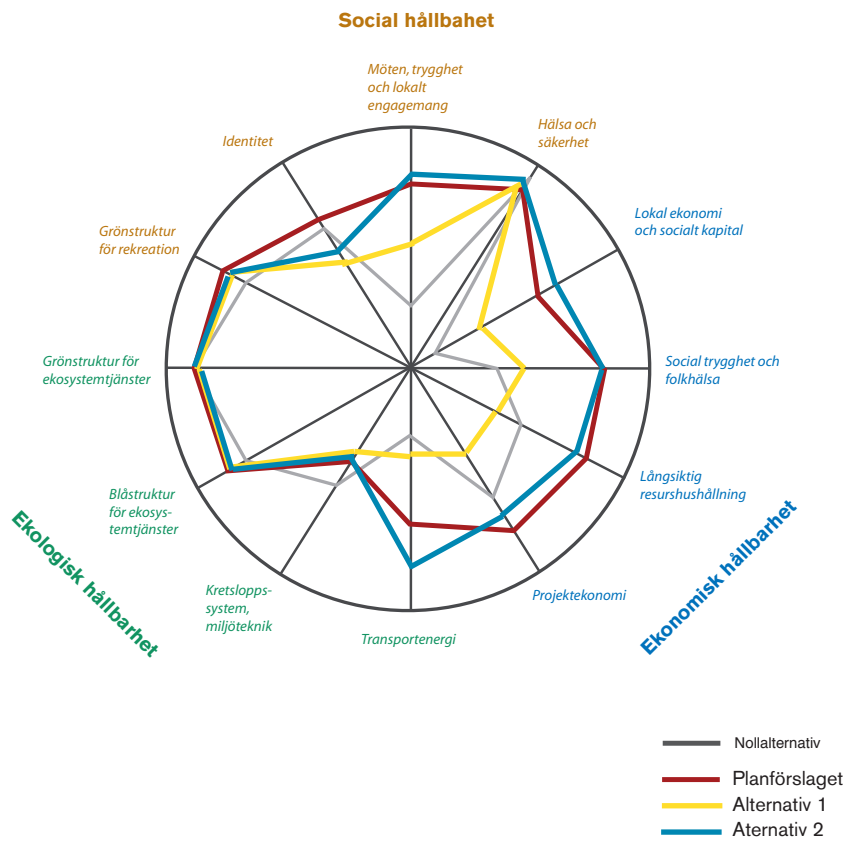 Social hållbahet
Möten, trygghet
och lokalt
engagemang
Hälsa och
säkerhet
Identitet
Lokal ekonomi
och socialt kapital
Grönstruktur
för rekreation
Grönstruktur för
ekosystemtjänster
Social trygghet och
folkhälsa
Långsiktig
resurshushållning
Blåstruktur
för ekosys-
temtjänster
Ekologisk hållbarhet
Ekonomisk hållbarhet
Kretslopps-
system,
miljöteknik
Projektekonomi
Transportenergi
Nollalternativ
Planförslaget
Alternativ 1
Aternativ 2